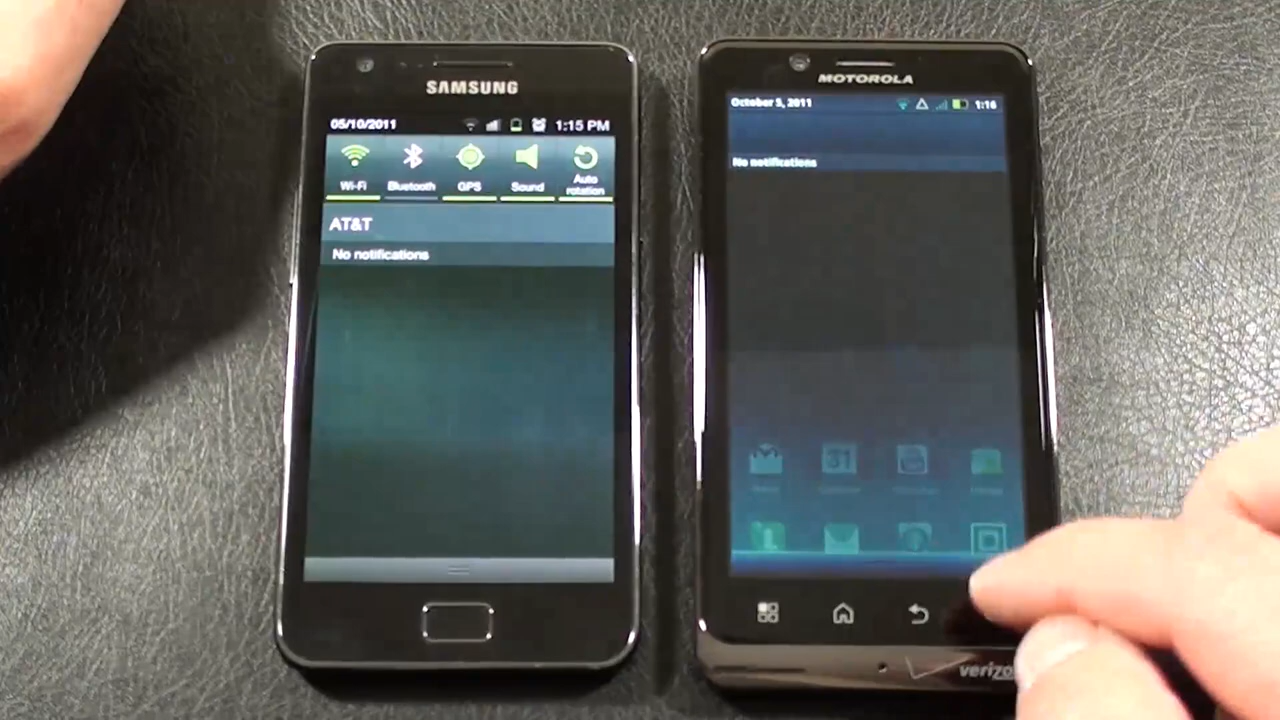 SAMSUNG
05/10/2011 1:15 PM
Wi-Fi Bluetooth GPS Sound Auto rotation
AT&T
No notifications
MOTOROLA
October 5, 2011 1:16
No notifications
31
verizo